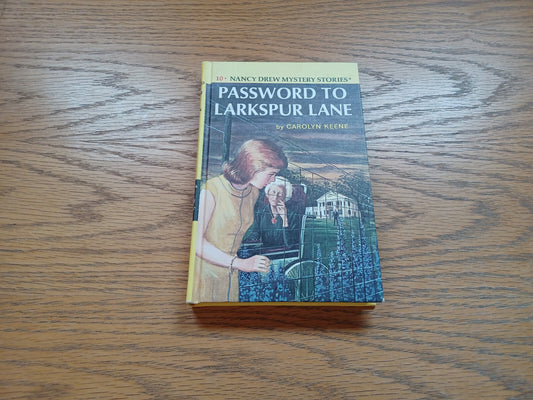 10 • NANCY DREW MYSTERY STORIES®
PASSWORD TO
LARKSPUR LANE
by CAROLYN KEENE